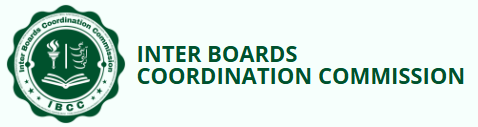 Inter Boards Coordination Commission
IBCC
INTER BOARDS
COORDINATION COMMISSION